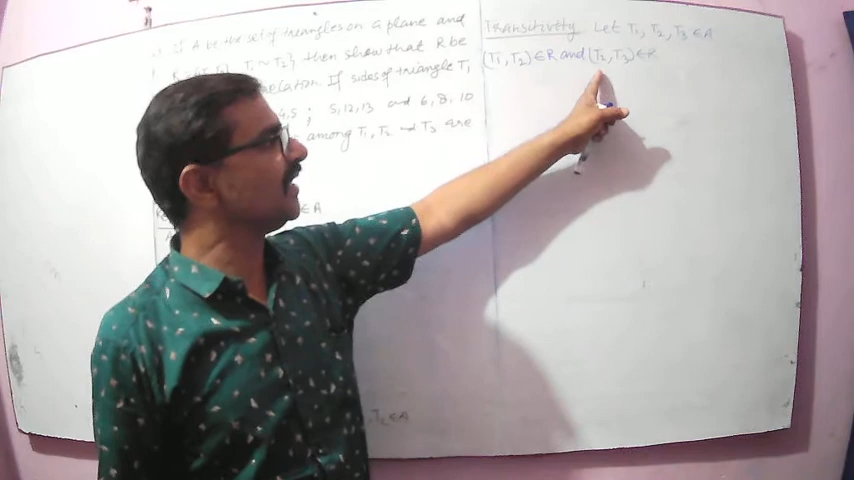 If A be the set of triangles on a plane and
T₁ ~ T₂} then show that R be
relation If sides of triangle T₁
4,5 ; 5,12,13 and 6, 8, 10
among T₁, T₂ and T₃ are
∈ A
T₂ ∈ A
Transitivity Let T₁, T₂, T₃ ∈ A
(T₁, T₂) ∈ R and (T₂, T₃) ∈ R